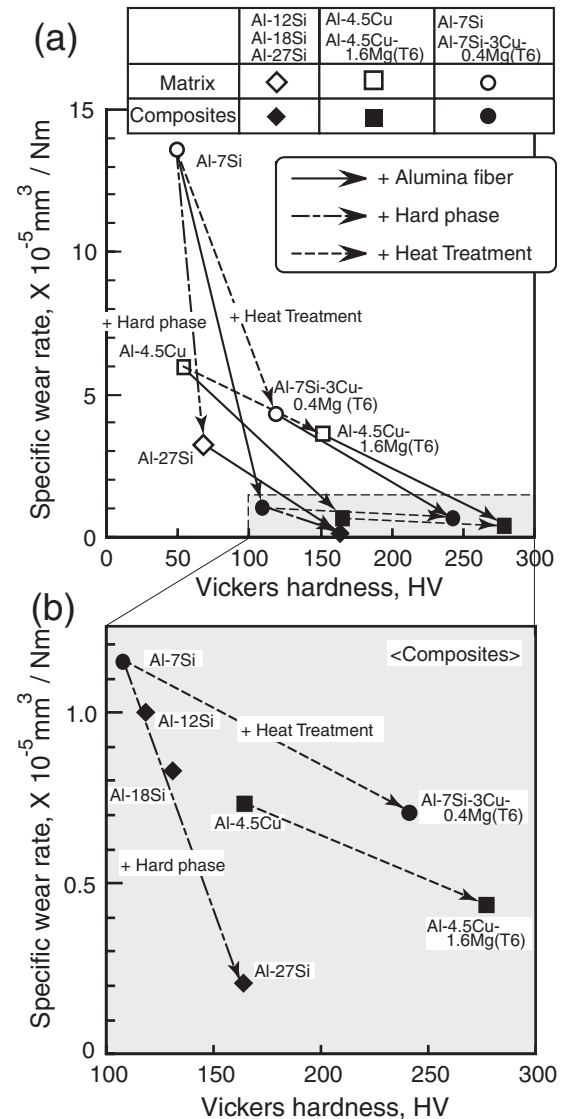 (a)
Al-12Si
Al-18Si
Al-27Si
Al-4.5Cu
Al-4.5Cu-
1.6Mg(T6)
Al-7Si
Al-7Si-3Cu-
0.4Mg(T6)
Matrix
Composites
15
10
5
0
Specific wear rate, X 10⁻⁵mm³ / Nm
Al-7Si
+ Alumina fiber
+ Hard phase
+ Heat Treatment
+ Hard phase
+ Heat Treatment
Al-4.5Cu
Al-7Si-3Cu-
0.4Mg (T6)
Al-4.5Cu-
1.6Mg(T6)
Al-27Si
0 50 100 150 200 250 300
Vickers hardness, HV
(b)
<Composites>
1.0
0.5
0
Specific wear rate, X 10⁻⁵mm³ / Nm
Al-7Si
Al-12Si
+ Heat Treatment
Al-18Si
Al-4.5Cu
Al-7Si-3Cu-
0.4Mg(T6)
+ Hard phase
Al-4.5Cu-
1.6Mg(T6)
Al-27Si
100 150 200 250 300
Vickers hardness, HV